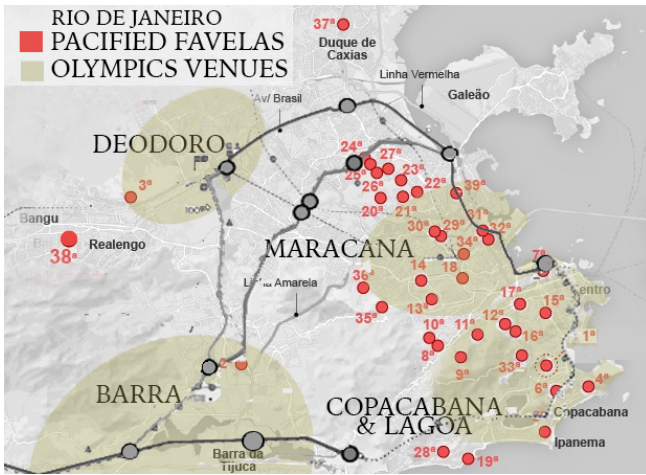 RIO DE JANEIRO
PACIFIED FAVELAS
OLYMPICS VENUES
37ª
Duque de
Caxias
Linha Vermelha
Galeão
Av/ Brasil
DEODORO
24ª
27ª
25ª
23ª
3ª
26ª
22ª
39ª
20ª
21ª
Bangu
Realengo
38ª
30ª
29ª
31ª
32ª
34ª
MARACANA
7ª
36ª
14
18
Amarela
entro
17ª
15ª
35ª
13ª
12ª
1ª
10ª
11ª
16ª
8ª
9ª
33ª
BARRA
6ª
4ª
COPACABANA
& LAGOA
Copacabana
Ipanema
Barra da
Tijuca
28ª
19ª